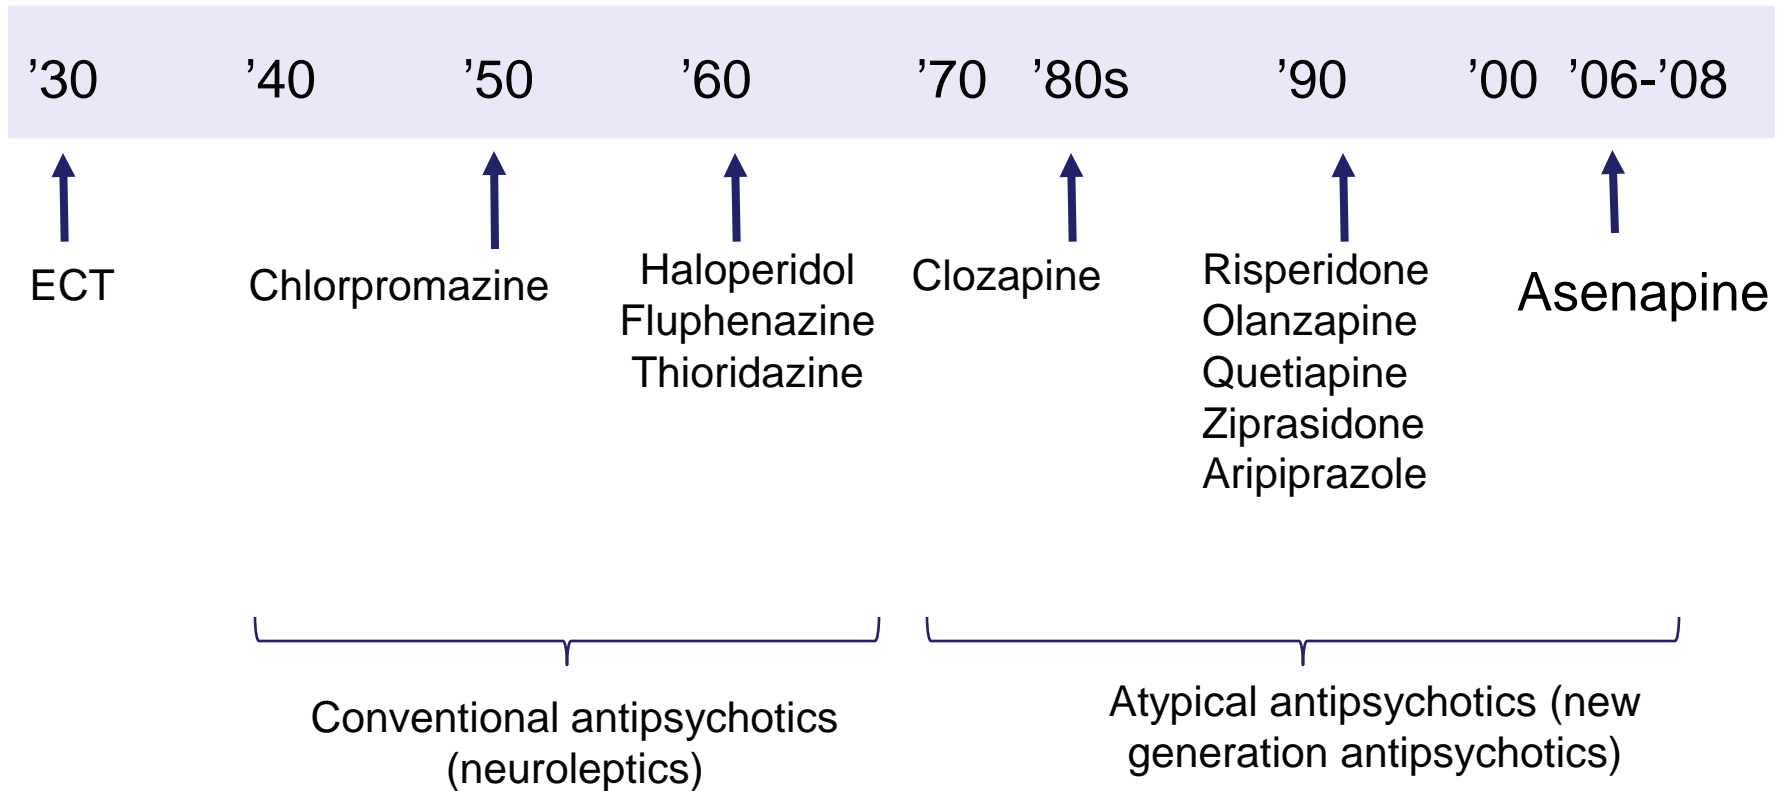 ’30 ’40 ’50 ’60 ’70 ’80s ’90 ’00 ’06-’08
ECT
Chlorpromazine
Haloperidol
Fluphenazine
Thioridazine
Clozapine
Risperidone
Olanzapine
Quetiapine
Ziprasidone
Aripiprazole
Asenapine
Conventional antipsychotics
(neuroleptics)
Atypical antipsychotics (new
generation antipsychotics)